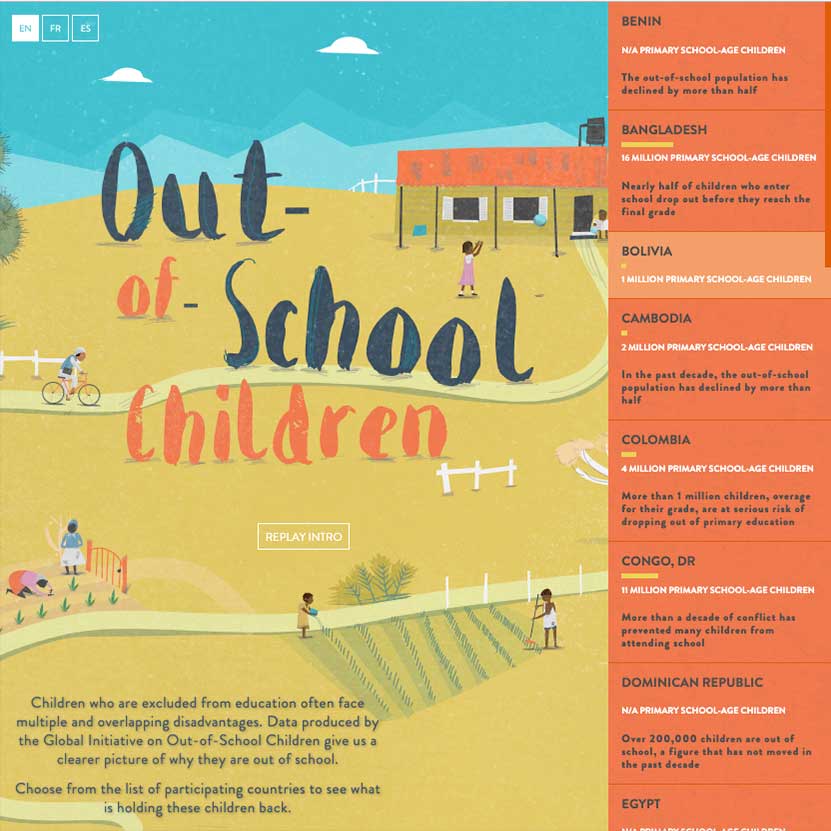 EN FR ES
Out-
of-School
Children
REPLAY INTRO
Children who are excluded from education often face
multiple and overlapping disadvantages. Data produced by
the Global Initiative on Out-of-School Children give us a
clearer picture of why they are out of school.
Choose from the list of participating countries to see what
is holding these children back.
BENIN
N/A PRIMARY SCHOOL-AGE CHILDREN
The out-of-school population has
declined by more than half
BANGLADESH
16 MILLION PRIMARY SCHOOL-AGE CHILDREN
Nearly half of children who enter
school drop out before they reach the
final grade
BOLIVIA
1 MILLION PRIMARY SCHOOL-AGE CHILDREN
CAMBODIA
2 MILLION PRIMARY SCHOOL-AGE CHILDREN
In the past decade, the out-of-school
population has declined by more than
half
COLOMBIA
4 MILLION PRIMARY SCHOOL-AGE CHILDREN
More than 1 million children, overage
for their grade, are at serious risk of
dropping out of primary education
CONGO, DR
11 MILLION PRIMARY SCHOOL-AGE CHILDREN
More than a decade of conflict has
prevented many children from
attending school
DOMINICAN REPUBLIC
N/A PRIMARY SCHOOL-AGE CHILDREN
Over 200,000 children are out of
school, a figure that has not moved in
the past decade
EGYPT
N/A PRIMARY SCHOOL-AGE CHILDREN